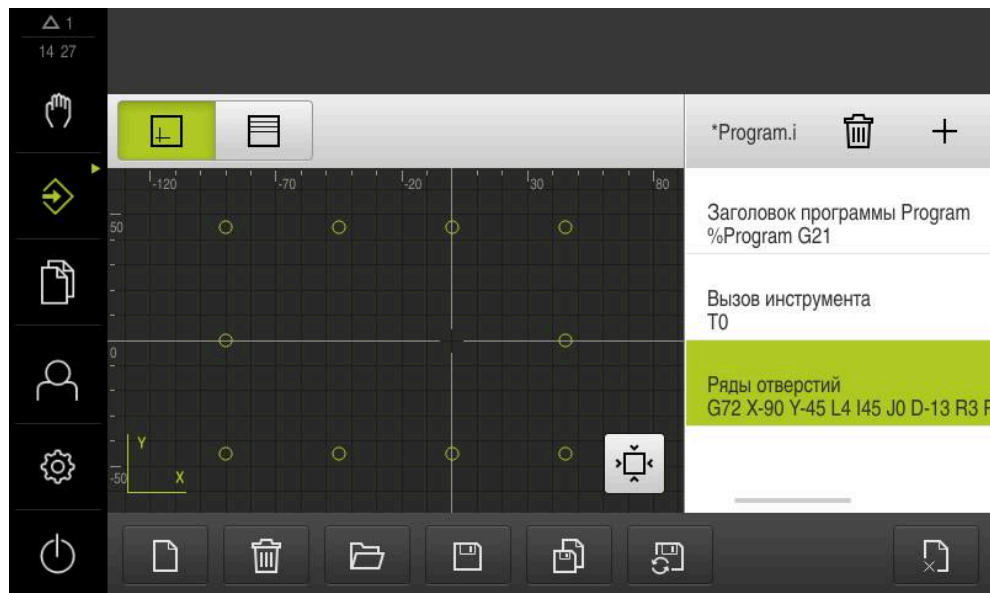 1
14 27
*Program.i
-120 -70 -20 30 80
Заголовок программы Program
%Program G21
50
Вызов инструмента
T0
0
Ряды отверстий
G72 X-90 Y-45 L4 I45 J0 D-13 R3 F
Y
-50 X